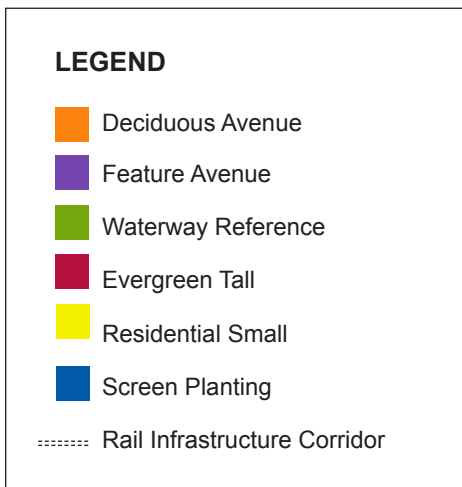 LEGEND
Deciduous Avenue
Feature Avenue
Waterway Reference
Evergreen Tall
Residential Small
Screen Planting
Rail Infrastructure Corridor